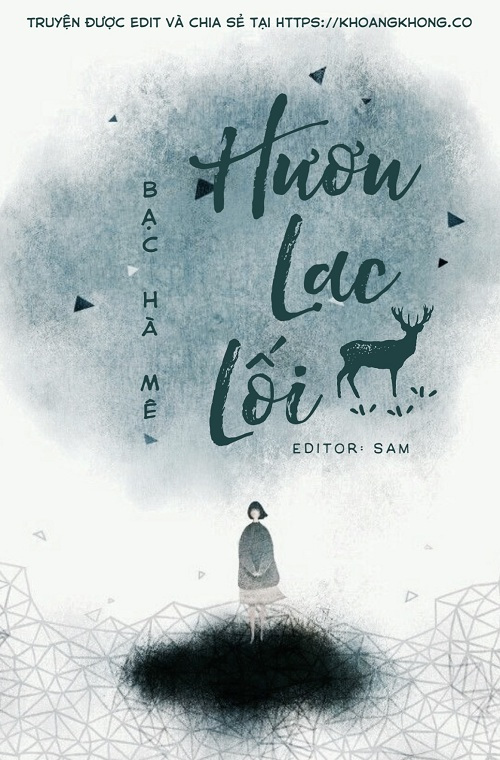 TRUYỆN ĐƯỢC EDIT VÀ CHIA SẺ TẠI HTTPS://KHOANGKHONG.CO
Hươu
Lạc
Lối
BẠC HÀ MÊ
EDITOR: SAM